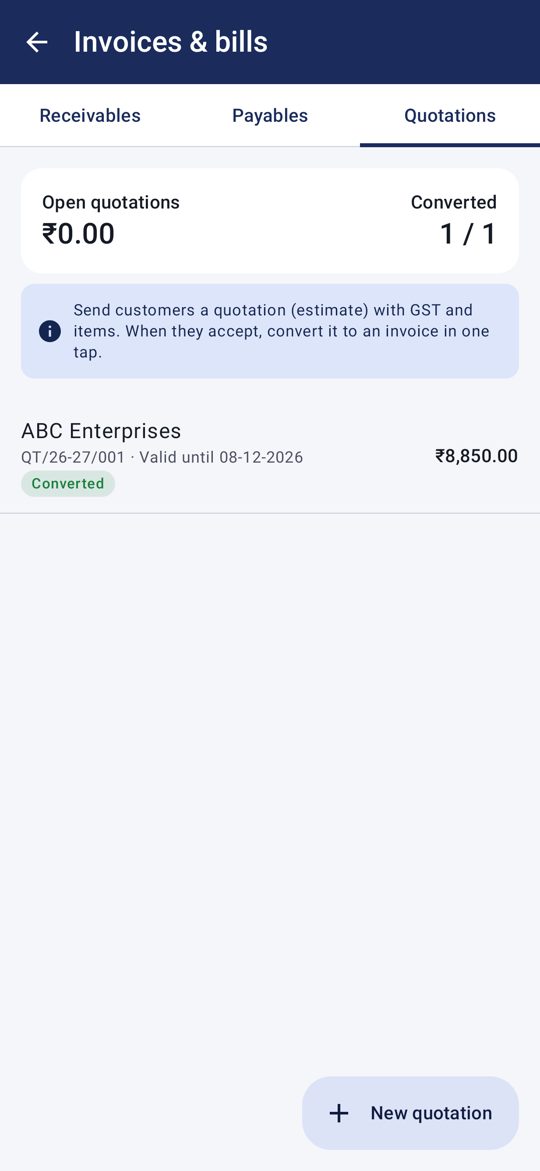 Invoices & bills
Receivables
Payables
Quotations
Open quotations
Converted
₹0.00
1 / 1
Send customers a quotation (estimate) with GST and
items. When they accept, convert it to an invoice in one
tap.
ABC Enterprises
QT/26-27/001 · Valid until 08-12-2026
₹8,850.00
Converted
New quotation